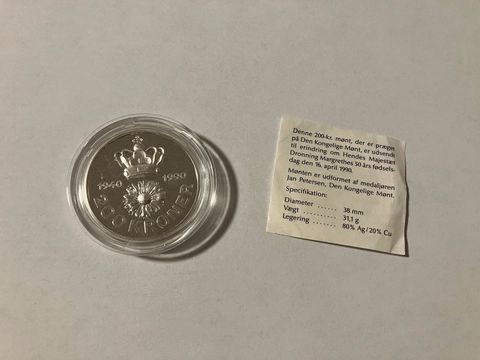 1940 1990
200 KRONER
Denne 200-kr. mønt, der er præget
på Den Kongelige Mønt, er udsendt
til erindring om Hendes Majestæt
Dronning Margrethes 50 års fødsels-
dag den 16. april 1990.
Mønten er udformet af medaljøren
Jan Petersen, Den Kongelige Mønt.
Specifikation:
Diameter ...... 38 mm
Vægt .......... 31,1 g
Legering ....... 80% Ag/20% Cu